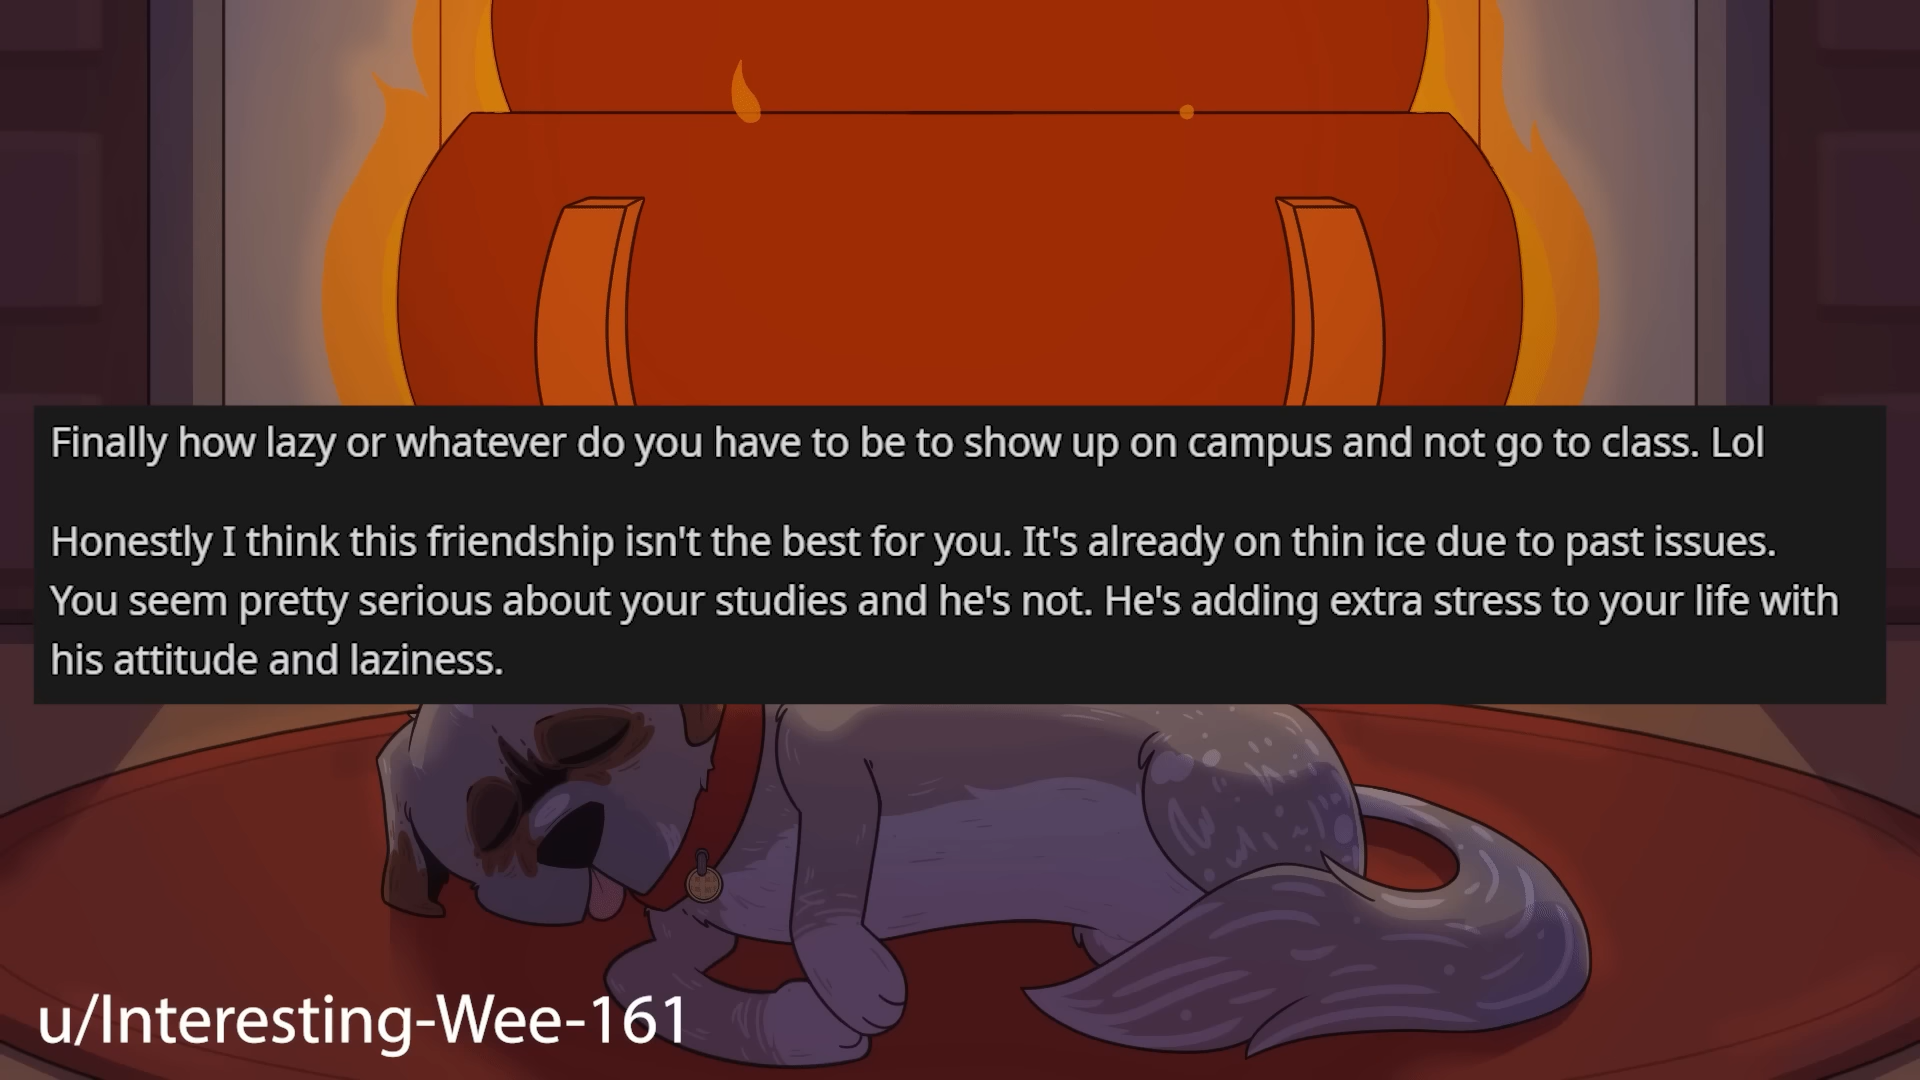 Finally how lazy or whatever do you have to be to show up on campus and not go to class. Lol
Honestly I think this friendship isn't the best for you. It's already on thin ice due to past issues.
You seem pretty serious about your studies and he's not. He's adding extra stress to your life with
his attitude and laziness.
u/Interesting-Wee-161